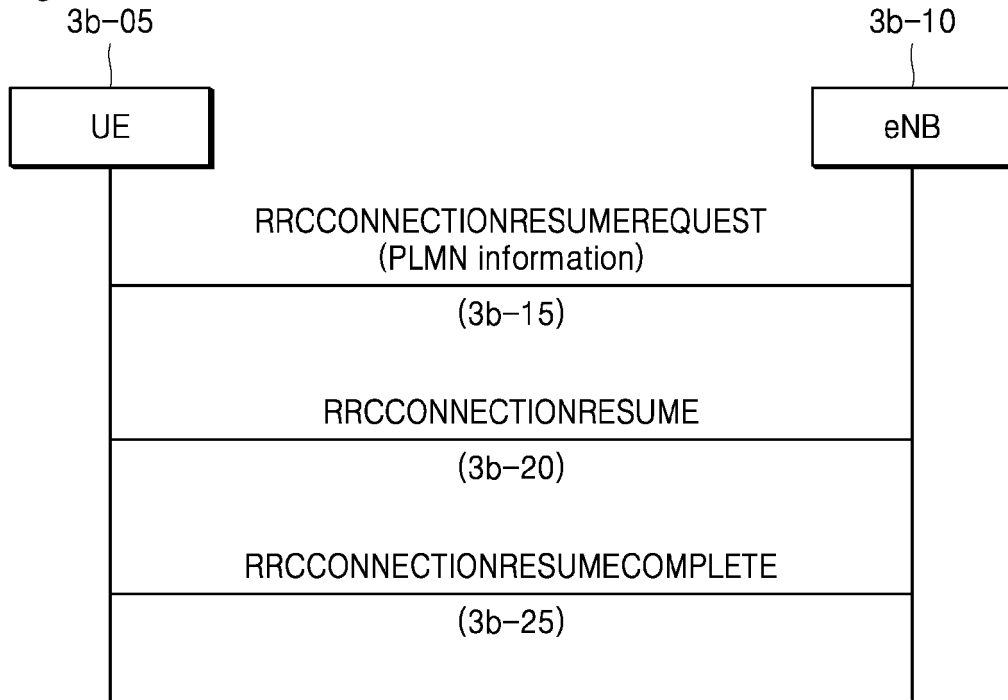 3b-05
3b-10
UE
eNB
RRCCONNECTIONRESUMEREQUEST
(PLMN information)
(3b-15)
RRCCONNECTIONRESUME
(3b-20)
RRCCONNECTIONRESUMECOMPLETE
(3b-25)